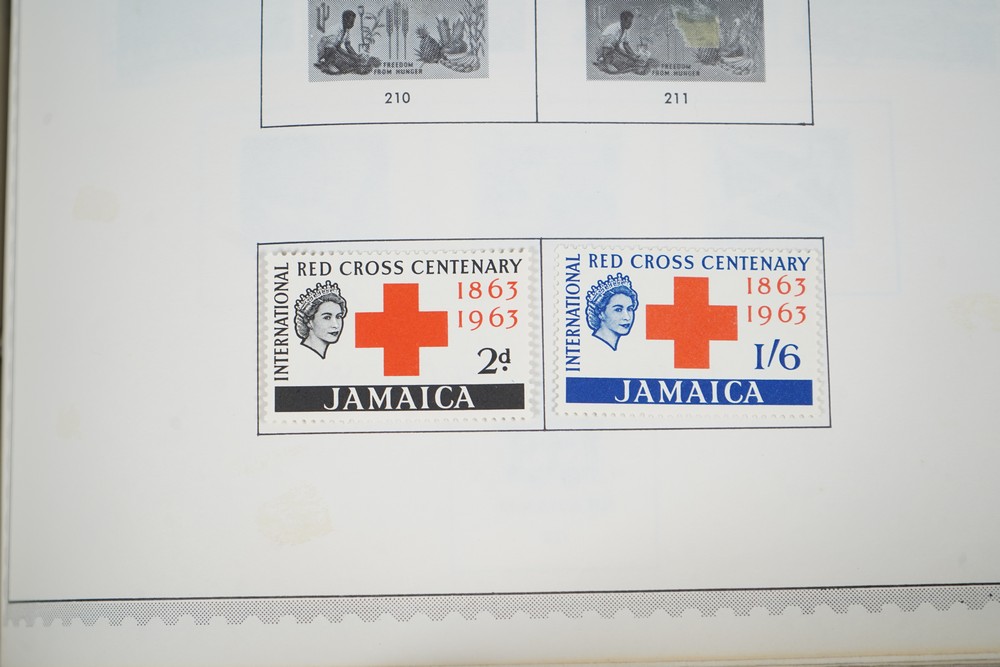 FREEDOM
FROM HUNGER
210
FREEDOM
FROM HUNGER
211
INTERNATIONAL
RED CROSS CENTENARY
1863
1963
2d
JAMAICA
INTERNATIONAL
RED CROSS CENTENARY
1863
1963
1/6
JAMAICA